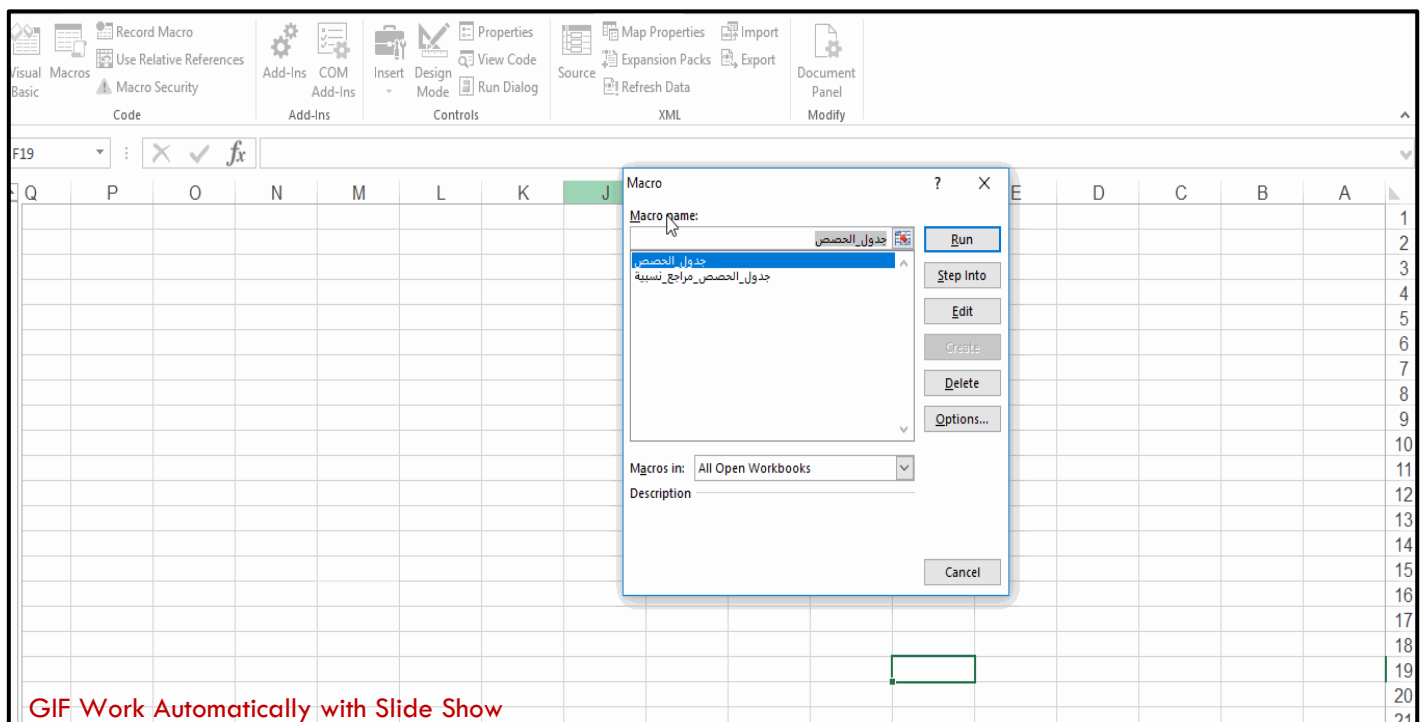 Visual Basic
Macros
Record Macro
Use Relative References
Macro Security
Code
Add-Ins
COM Add-Ins
Add-Ins
Insert
Design Mode
Properties
View Code
Run Dialog
Controls
Source
Map Properties
Expansion Packs
Refresh Data
Import
Export
XML
Document Panel
Modify
F19
fx
Q P O N M L K J E D C B A
Macro ?
Macro name:
جدول_الحصص
Run
جدول_الحصص
جدول_الحصص_مراجع_نسبية
Step Into
Edit
Create
Delete
Options...
Macros in: All Open Workbooks
Description
Cancel
1
2
3
4
5
6
7
8
9
10
11
12
13
14
15
16
17
18
19
20
21
GIF Work Automatically with Slide Show